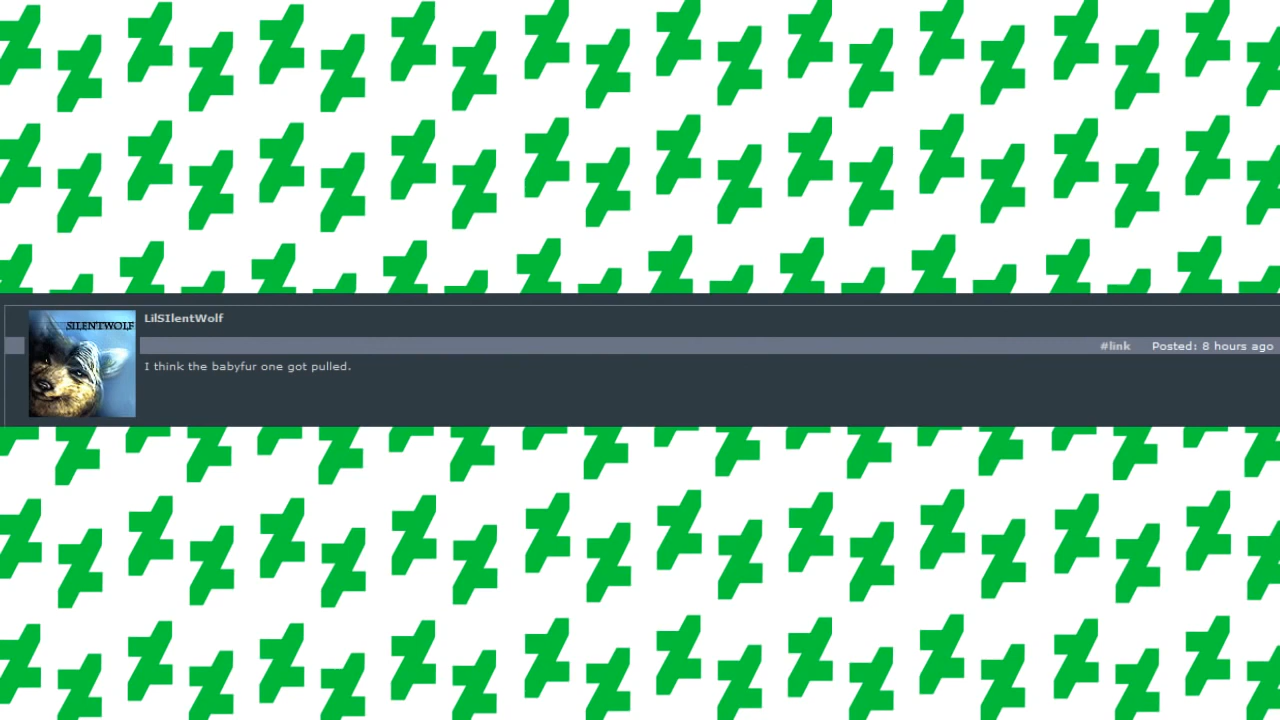 LilSIlentWolf
SILENTWOLF
#link Posted: 8 hours ago
I think the babyfur one got pulled.